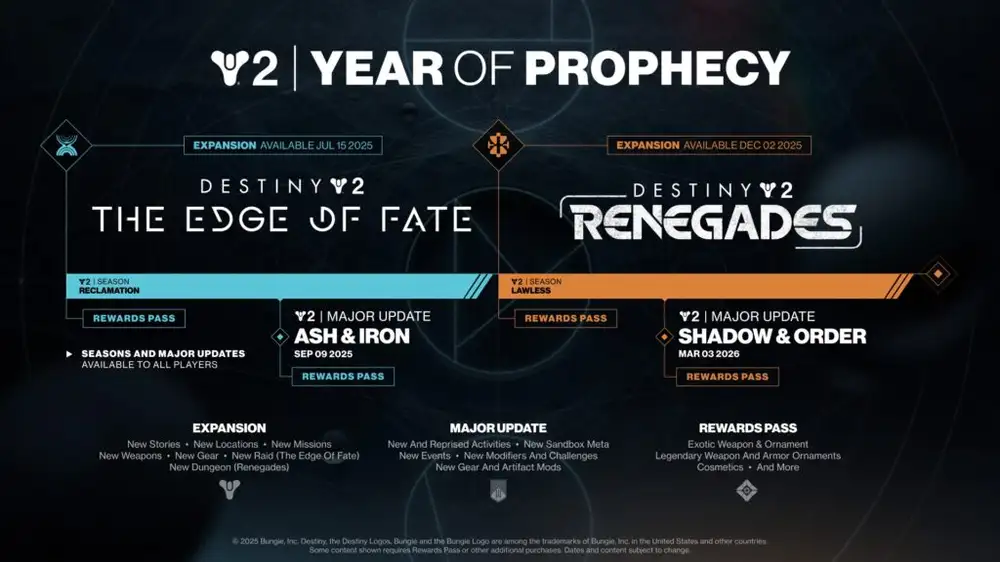 2 | YEAR OF PROPHECY
EXPANSION AVAILABLE JUL 15 2025
EXPANSION AVAILABLE DEC 02 2025
DESTINY 2
THE EDGE OF FATE
DESTINY 2
RENEGADES
2 | SEASON
RECLAMATION
2 | SEASON
LAWLESS
REWARDS PASS
2 | MAJOR UPDATE
ASH & IRON
SEP 09 2025
REWARDS PASS
REWARDS PASS
2 | MAJOR UPDATE
SHADOW & ORDER
MAR 03 2026
REWARDS PASS
SEASONS AND MAJOR UPDATES
AVAILABLE TO ALL PLAYERS
EXPANSION
New Stories • New Locations • New Missions
New Weapons • New Gear • New Raid (The Edge Of Fate)
New Dungeon (Renegades)
MAJOR UPDATE
New And Reprised Activities • New Sandbox Meta
New Events • New Modifiers And Challenges
New Gear And Artifact Mods
REWARDS PASS
Exotic Weapon & Ornament
Legendary Weapon And Armor Ornaments
Cosmetics • And More
© 2025 Bungie, Inc. Destiny, the Destiny Logos, Bungie and the Bungie Logo are among the trademarks of Bungie, Inc. in the United States and other countries.
Some content shown requires Rewards Pass or other additional purchases. Dates and content subject to change.